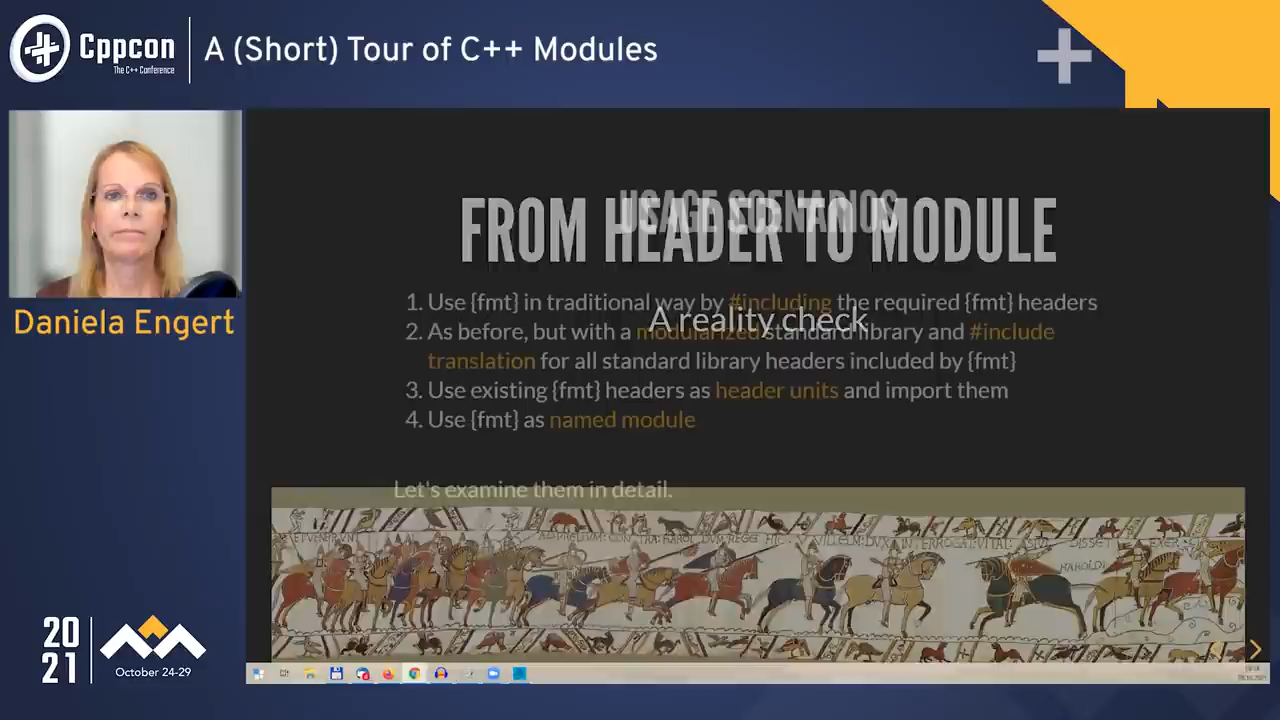 Cppcon
The C++ Conference
A (Short) Tour of C++ Modules
Daniela Engert
20
21
October 24-29
USAGE SCENARIOS
FROM HEADER TO MODULE
A reality check
1. Use {fmt} in traditional way by #including the required {fmt} headers
2. As before, but with a modularized standard library and #include
translation for all standard library headers included by {fmt}
3. Use existing {fmt} headers as header units and import them
4. Use {fmt} as named module
Let's examine them in detail.
HAROLDI